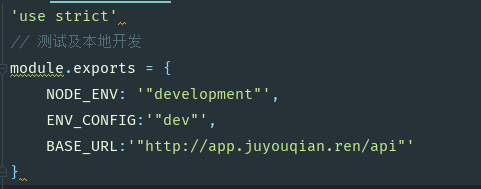 'use strict'
// 测试及本地开发
module.exports = {
NODE_ENV: '"development"',
ENV_CONFIG:'"dev"',
BASE_URL:'"http://app.juyouqian.ren/api"'
}